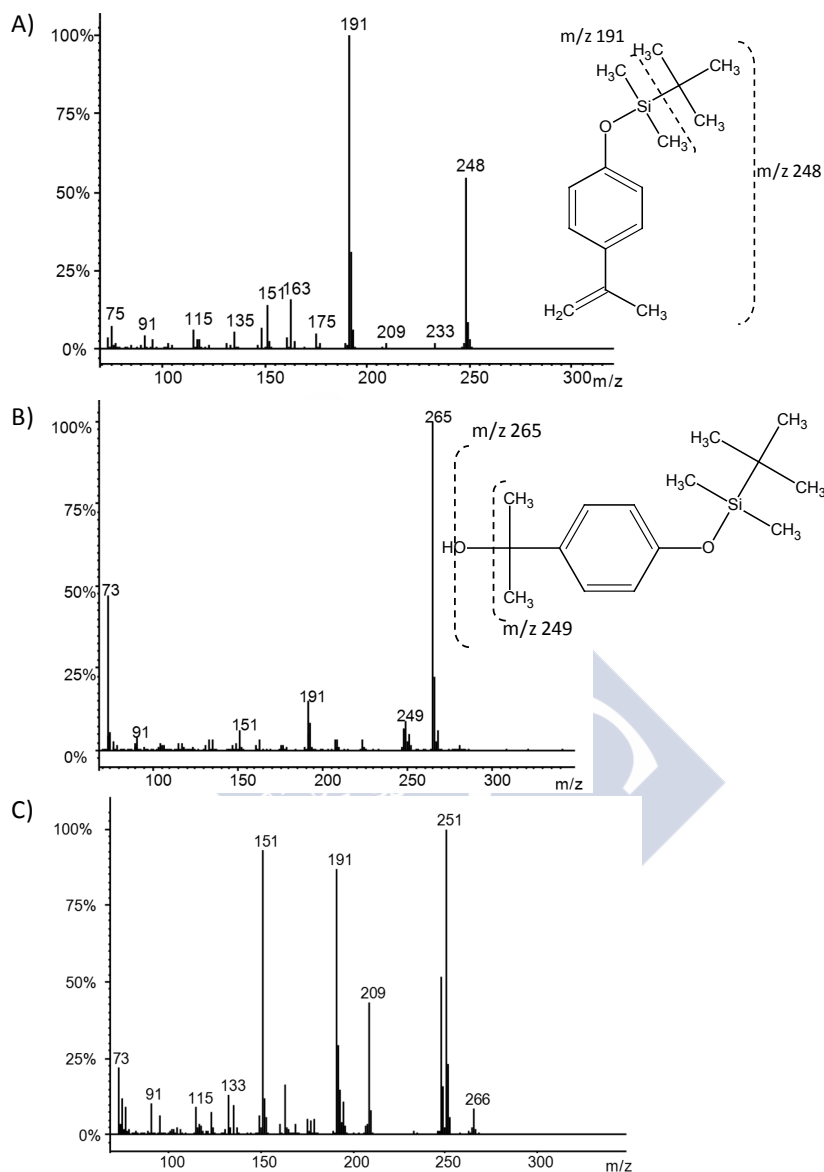 A)
100%
75%
50%
25%
0%
191
248
75
91
115
135
151
163
175
209
233
100
150
200
250
300
m/z
m/z 191
H₃C
H₃C
CH₃
Si
CH₃
O
CH₃
m/z 248
H₂C
CH₃
B)
100%
75%
50%
25%
0%
265
73
91
151
191
249
100
150
200
250
300
m/z
m/z 265
CH₃
HO
CH₃
m/z 249
O
Si
H₃C
H₃C
CH₃
CH₃
CH₃
C)
100%
75%
50%
25%
0%
251
151
191
209
73
91
115
133
266
100
150
200
250
300
m/z